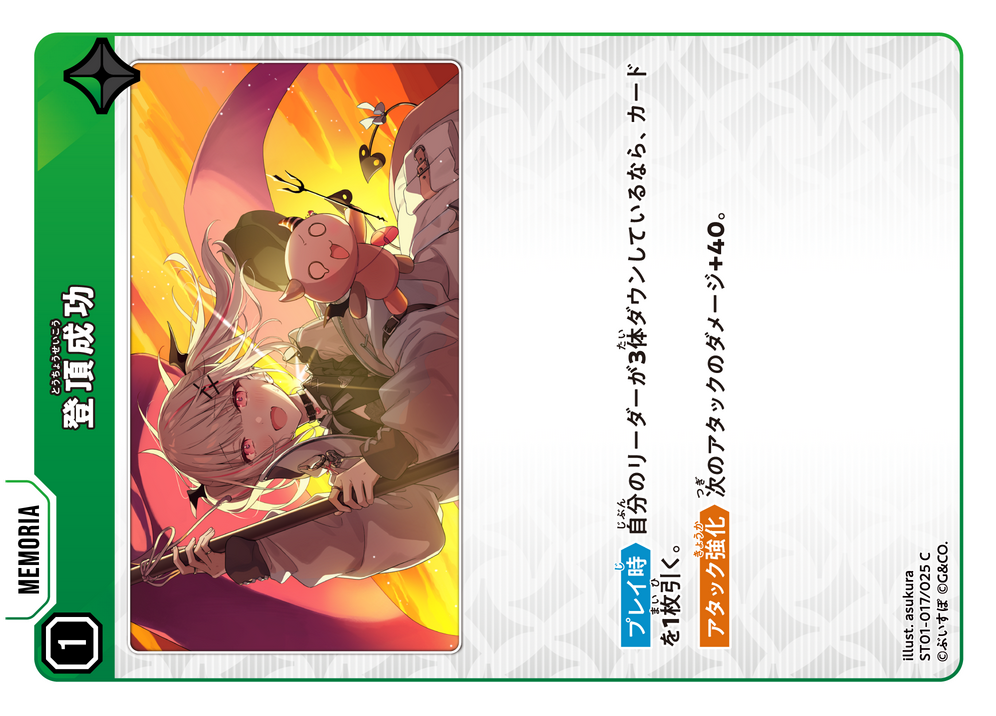 1
MEMORIA
とうちょうせいこう
登頂成功
じ じぶん たい
プレイ時 自分のリーダーが3体ダウンしているなら、カード
まい ひ
を1枚引く。
きょうか つぎ
アタック強化 次のアタックのダメージ+40。
illust. asukura
ST01-017/025 C
©ぶいすぽ ©G&CO.